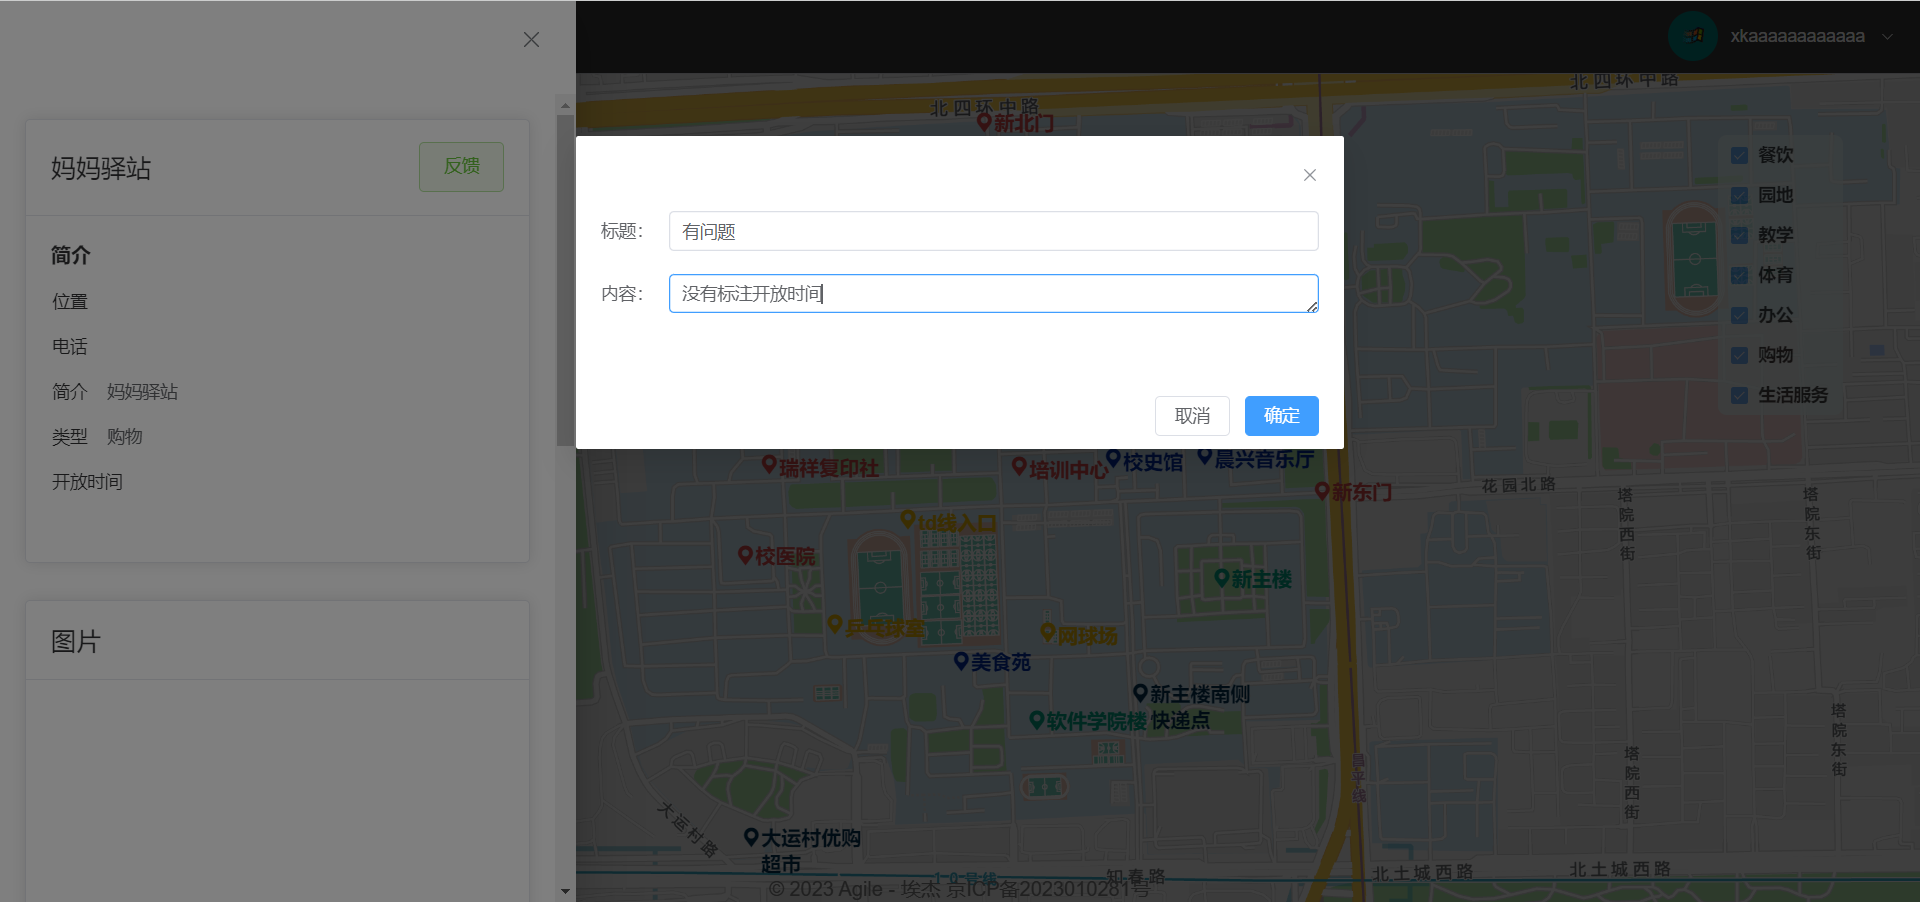 xkaaaaaaaaaaaa
妈妈驿站
反馈
简介
位置
电话
简介 妈妈驿站
类型 购物
开放时间
图片
标题：
有问题
内容：
没有标注开放时间
取消
确定
餐饮
园地
教学
体育
办公
购物
生活服务
北四环中路
北四环中路
新北门
瑞祥复印社
培训中心
校史馆
晨兴音乐厅
新东门
花园北路
塔院西街
塔院东街
td线入口
校医院
新主楼
乒乓球室
网球场
美食苑
新主楼南侧
快递点
软件学院楼
塔院东街
塔院西街
昌平线
大运村路
大运村优购
超市
10号线
知春路
北土城西路
北土城西路
© 2023 Agile - 埃杰 京ICP备2023010281号